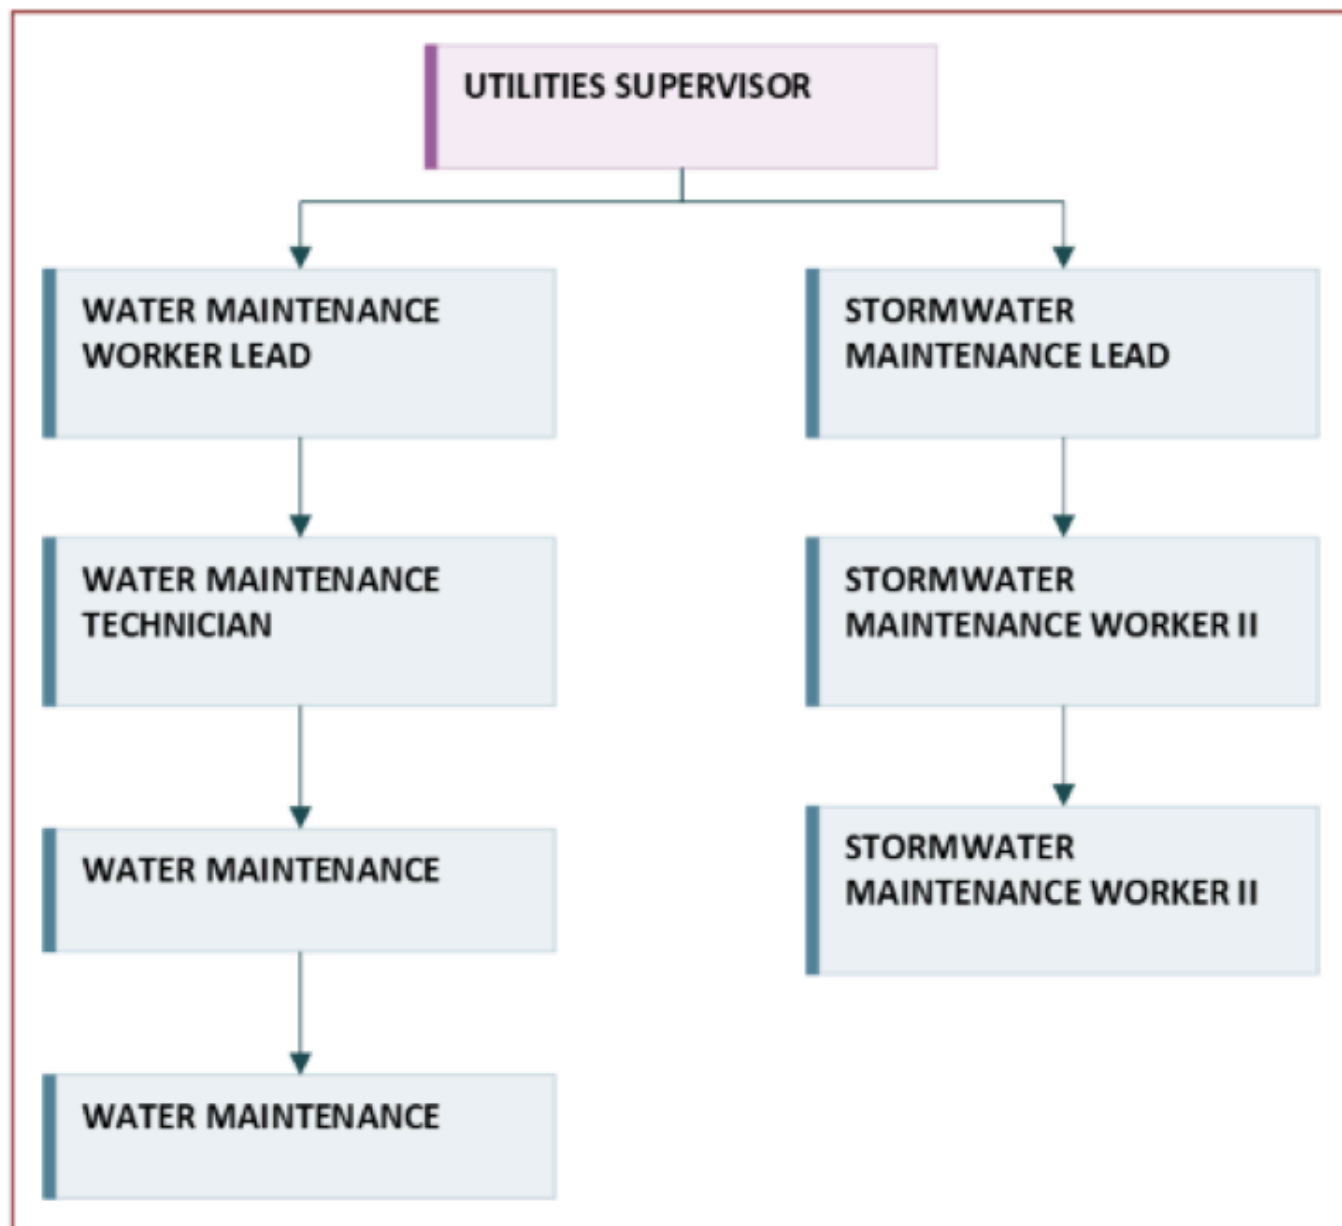 UTILITIES SUPERVISOR
WATER MAINTENANCE
WORKER LEAD
WATER MAINTENANCE
TECHNICIAN
WATER MAINTENANCE
WATER MAINTENANCE
STORMWATER
MAINTENANCE LEAD
STORMWATER
MAINTENANCE WORKER II
STORMWATER
MAINTENANCE WORKER II